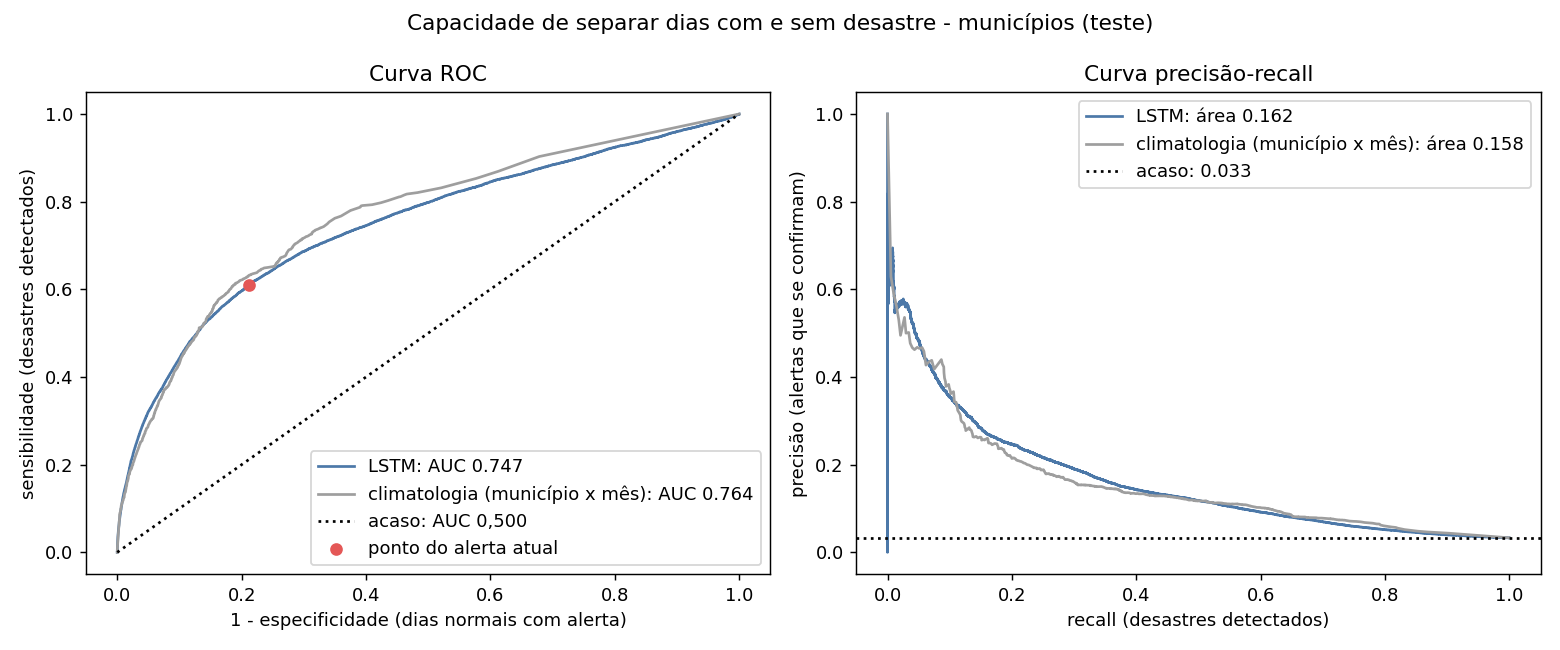 Capacidade de separar dias com e sem desastre - municípios (teste)
Curva ROC
sensibilidade (desastres detectados)
1.0
0.8
0.6
0.4
0.2
0.0
LSTM: AUC 0.747
climatologia (município x mês): AUC 0.764
acaso: AUC 0,500
ponto do alerta atual
0.0 0.2 0.4 0.6 0.8 1.0
1 - especificidade (dias normais com alerta)
Curva precisão-recall
precisão (alertas que se confirmam)
1.0
0.8
0.6
0.4
0.2
0.0
LSTM: área 0.162
climatologia (município x mês): área 0.158
acaso: 0.033
0.0 0.2 0.4 0.6 0.8 1.0
recall (desastres detectados)